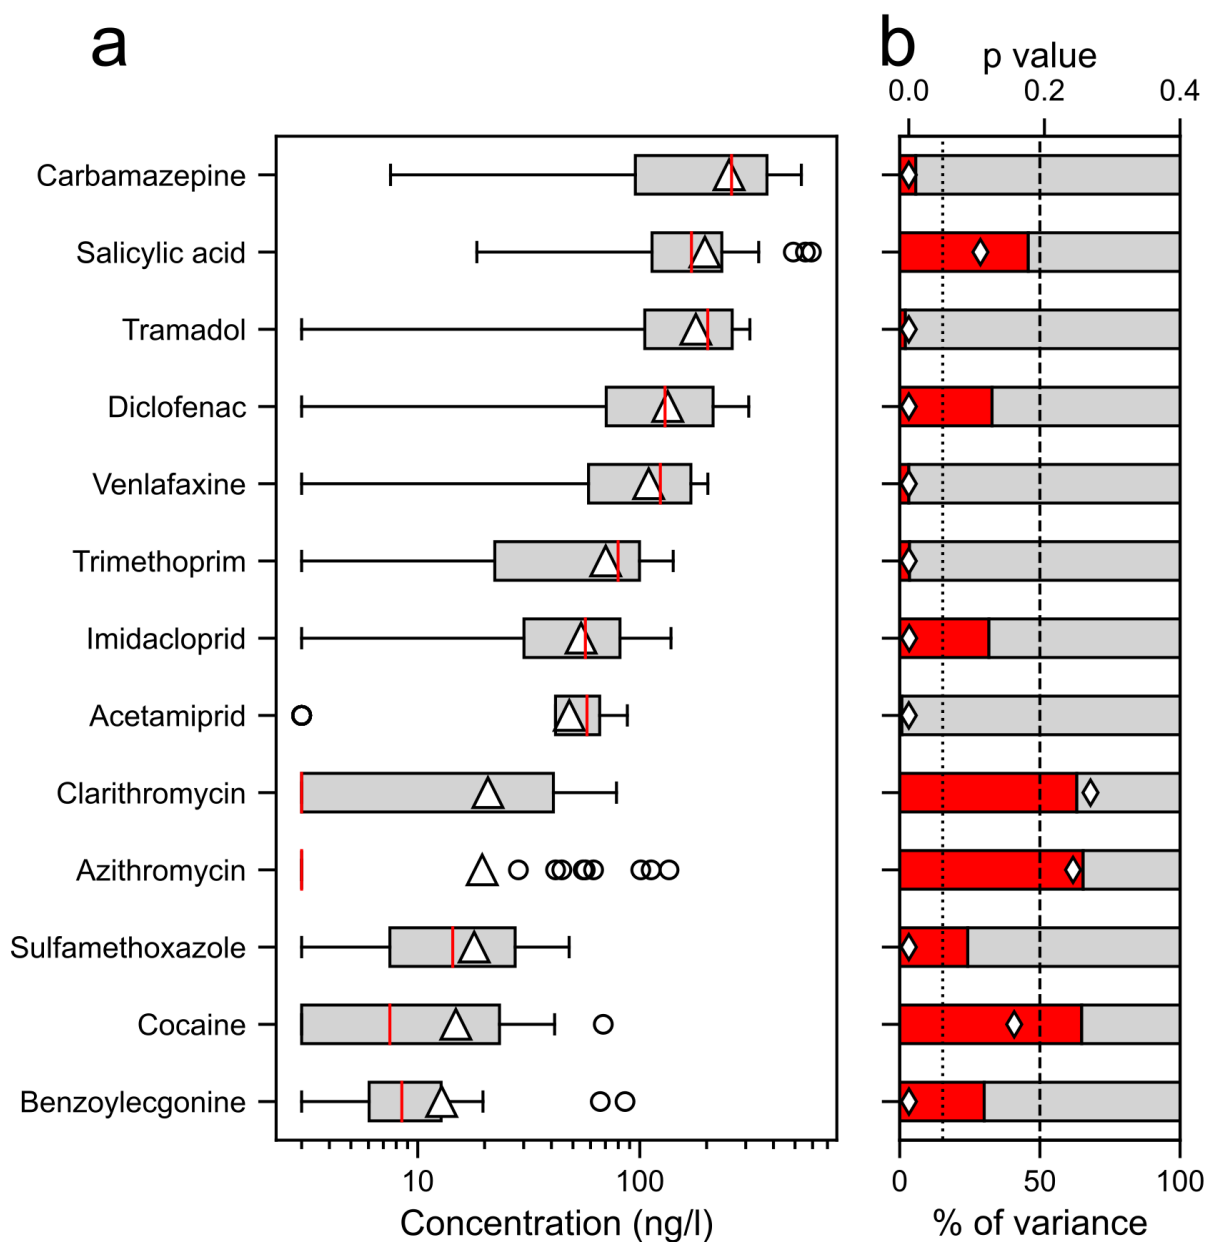 a
b
p value
0.0 0.2 0.4
Carbamazepine
Salicylic acid
Tramadol
Diclofenac
Venlafaxine
Trimethoprim
Imidacloprid
Acetamiprid
Clarithromycin
Azithromycin
Sulfamethoxazole
Cocaine
Benzoylecgonine
10 100
0 50 100
Concentration (ng/l)
% of variance